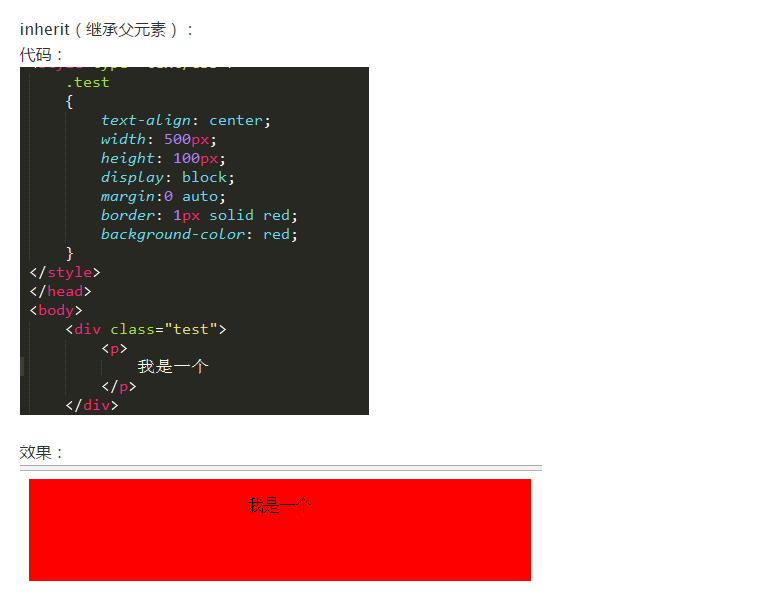 inherit（继承父元素）：
代码：
.test
{
text-align: center;
width: 500px;
height: 100px;
display: block;
margin:0 auto;
border: 1px solid red;
background-color: red;
}
</style>
</head>
<body>
<div class="test">
<p>
我是一个
</p>
</div>
效果：
我是一个